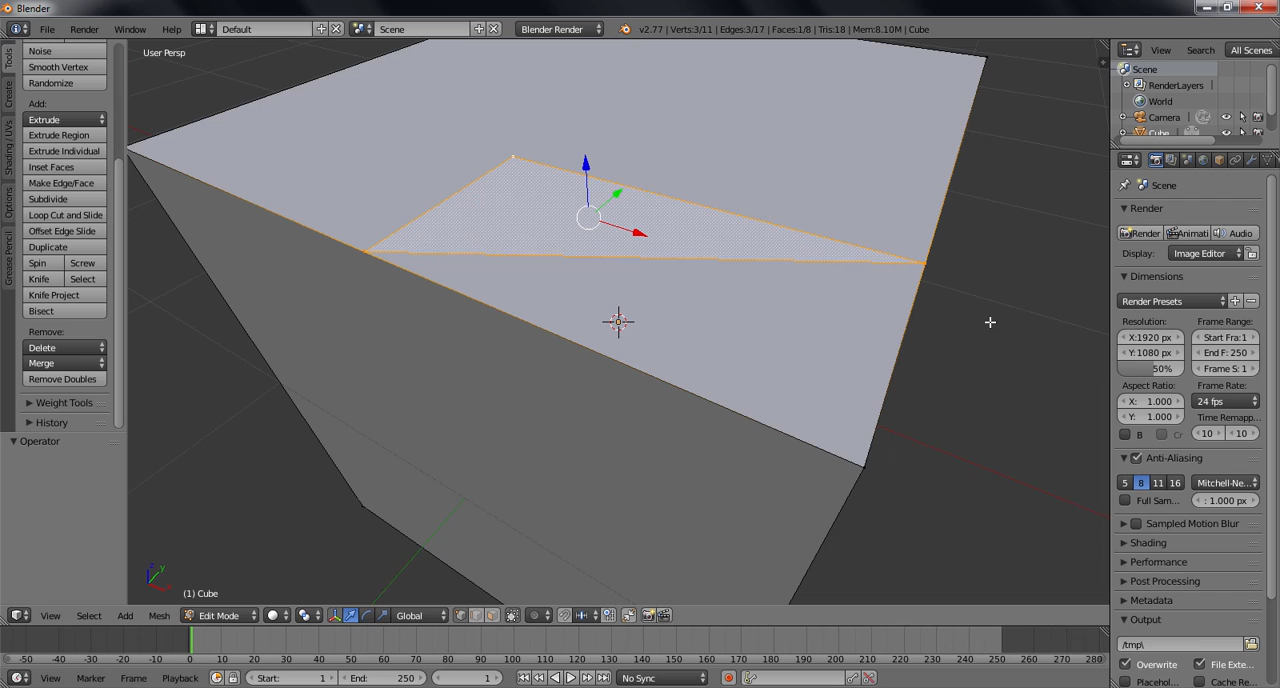 Blender
File Render Window Help Default Scene Blender Render v2.77 | Verts:3/11 | Edges:3/17 | Faces:1/8 | Tris:18 | Mem:8.10M | Cube
Tools
Create
Shading / UVs
Options
Grease Pencil
Noise
Smooth Vertex
Randomize
Add:
Extrude
Extrude Region
Extrude Individual
Inset Faces
Make Edge/Face
Subdivide
Loop Cut and Slide
Offset Edge Slide
Duplicate
Spin Screw
Knife Select
Knife Project
Bisect
Remove:
Delete
Merge
Remove Doubles
Weight Tools
History
Operator
User Persp
(1) Cube
View Select Add Mesh Edit Mode Global
View Search All Scenes
Scene
RenderLayers
World
Camera
Cube
Scene
Render
Render Animati Audio
Display: Image Editor
Dimensions
Render Presets
Resolution: Frame Range:
X:1920 px Start Fra:1
Y:1080 px End F: 250
50% Frame S: 1
Aspect Ratio: Frame Rate:
X: 1.000 24 fps
Y: 1.000 Time Remapp...
B Cr 10 10
Anti-Aliasing
5 8 11 16 Mitchell-Ne...
Full Sam... : 1.000 px
Sampled Motion Blur
Shading
Performance
Post Processing
Metadata
Output
/tmp\
Overwrite File Exte...
Placehol... Cache Re...
-50 -40 -30 -20 -10 0 10 20 30 40 50 60 70 80 90 100 110 120 130 140 150 160 170 180 190 200 210 220 230 240 250 260 270 280
View Marker Frame Playback Start: 1 End: 250 1 No Sync